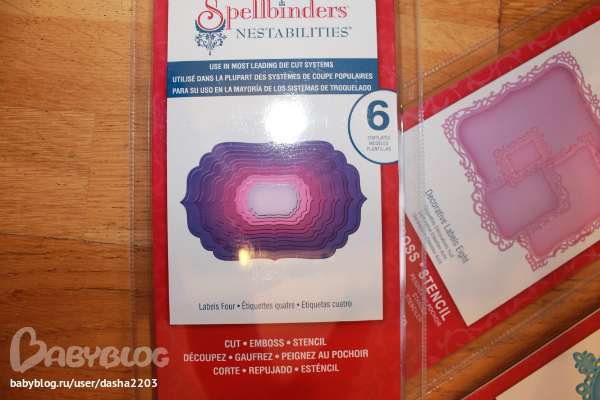 Spellbinders™
NESTABILITIES®
USE IN MOST LEADING DIE CUT SYSTEMS
UTILISÉ DANS LA PLUPART DES SYSTÈMES DE COUPE POPULAIRES
PARA SU USO EN LA MAYORÍA DE LOS SISTEMAS DE TROQUELADO
6
TEMPLATES
MODÈLES
PLANTILLAS
Labels Four • Étiquettes quatre • Etiquetas cuatro
CUT • EMBOSS • STENCIL
DÉCOUPEZ • GAUFREZ • PEIGNEZ AU POCHOIR
CORTE • REPUJADO • ESTÉNCIL
Decorative Labels Eight
OSS • STENCIL
BABYBLOG
babyblog.ru/user/dasha2203